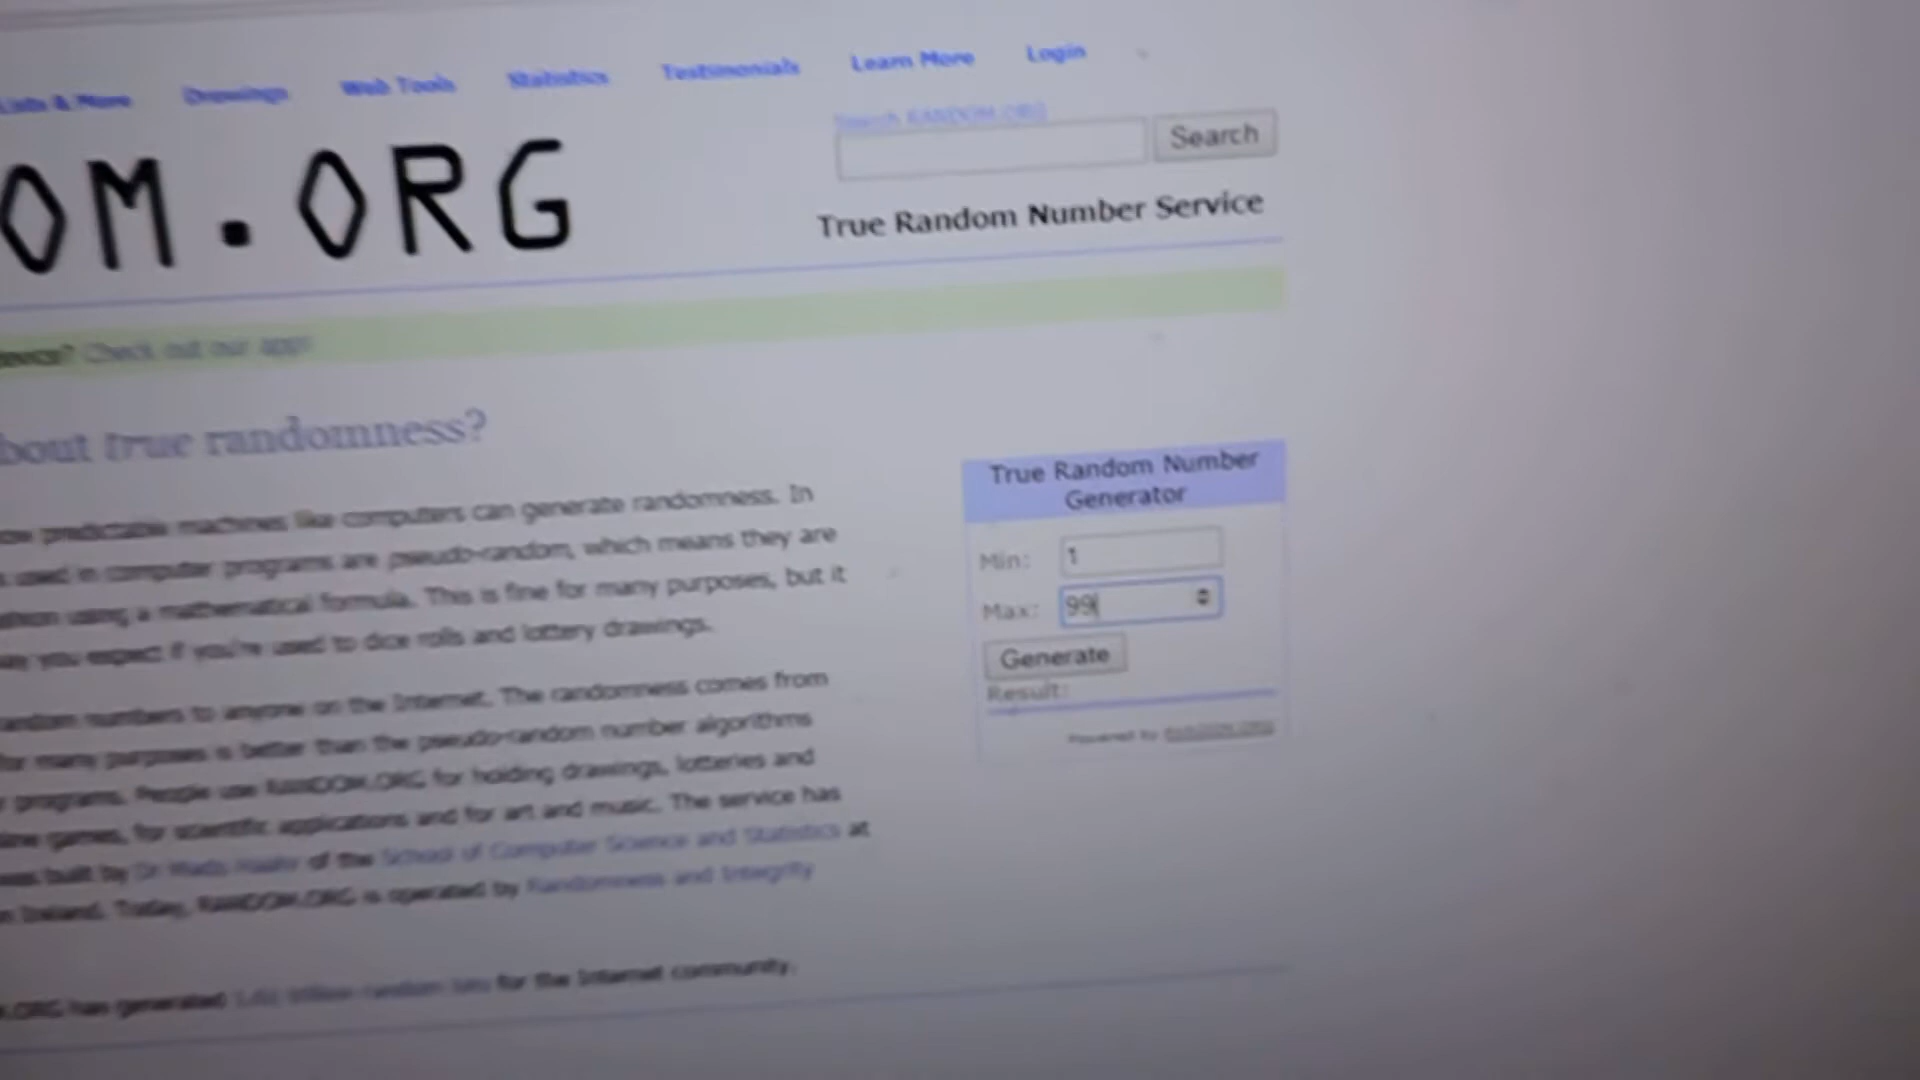 Lists & More Drawings Web Tools Statistics Testimonials Learn More Login
Search RANDOM.ORG
OM.ORG
Search
True Random Number Service
device? Check out our apps
bout true randomness?
True Random Number
Generator
Min: 1
Max: 99
Generate
Result:
Powered by RANDOM.ORG
ow predictable machines like computers can generate randomness. In
s used in computer programs are pseudo-random, which means they are
ashion using a mathematical formula. This is fine for many purposes, but it
way you expect if you're used to dice rolls and lottery drawings.
random numbers to anyone on the Internet. The randomness comes from
for many purposes is better than the pseudo-random number algorithms
r programs. People use RANDOM.ORG for holding drawings, lotteries and
line games, for scientific applications and for art and music. The service has
was built by Dr Mads Haahr of the School of Computer Science and Statistics at
in Ireland. Today, RANDOM.ORG is operated by Randomness and Integrity
M.ORG has generated trillion random bits for the Internet community.